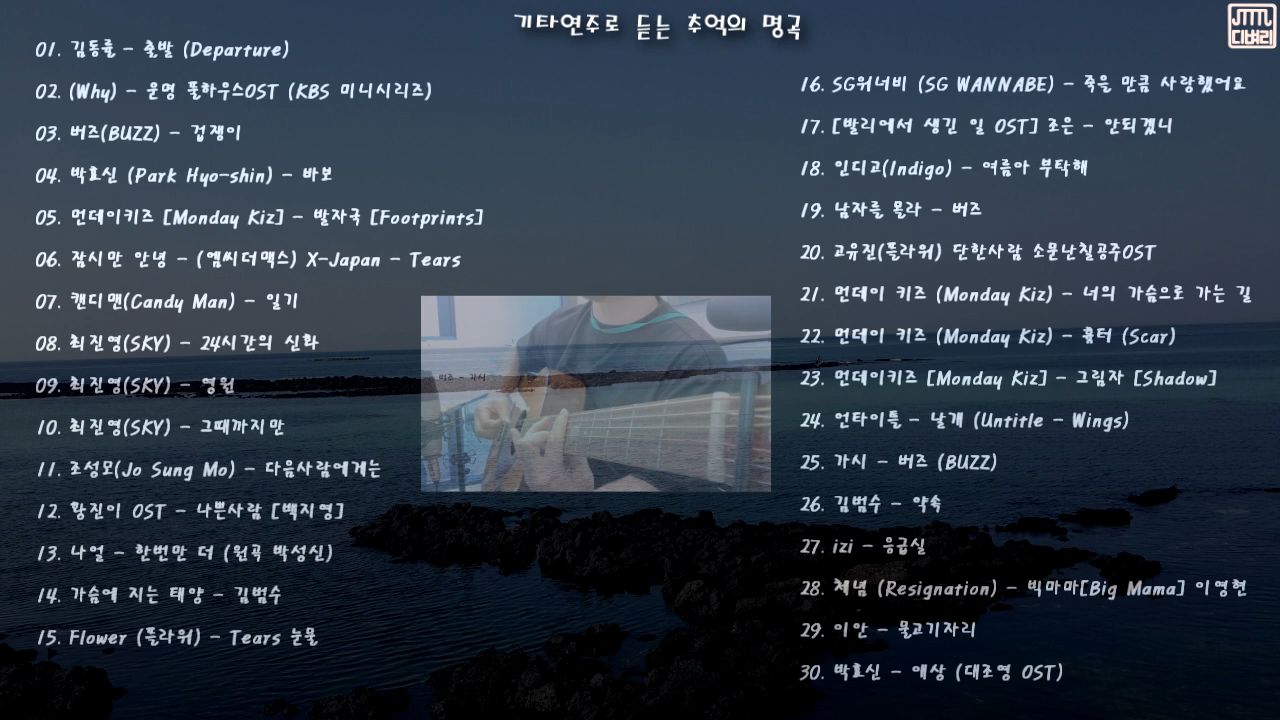 기타연주로 듣는 추억의 명곡
디벼리
01. 김동률 - 출발 (Departure)
02. (Why) - 운명 풀하우스OST (KBS 미니시리즈)
03. 버즈(BUZZ) - 겁쟁이
04. 박효신 (Park Hyo-shin) - 바보
05. 먼데이키즈 [Monday Kiz] - 발자국 [Footprints]
06. 잠시만 안녕 - (엠씨더맥스) X-Japan - Tears
07. 캔디맨(Candy Man) - 일기
08. 최진영(SKY) - 24시간의 신화
09. 최진영(SKY) - 영원
10. 최진영(SKY) - 그때까지만
11. 조성모(Jo Sung Mo) - 다음사람에게는
12. 황진이 OST - 나쁜사람 [백지영]
13. 나얼 - 한번만 더 (원곡 박성신)
14. 가슴에 지는 태양 - 김범수
15. Flower (플라워) - Tears 눈물
버즈 - 가시
16. SG워너비 (SG WANNABE) - 죽을 만큼 사랑했어요
17. [발리에서 생긴 일 OST] 조은 - 안되겠니
18. 인디고(Indigo) - 여름아 부탁해
19. 남자를 몰라 - 버즈
20. 고유진(플라워) 단한사람 소문난칠공주OST
21. 먼데이 키즈 (Monday Kiz) - 너의 가슴으로 가는 길
22. 먼데이 키즈 (Monday Kiz) - 흉터 (Scar)
23. 먼데이키즈 [Monday Kiz] - 그림자 [Shadow]
24. 언타이틀 - 날개 (Untitle - Wings)
25. 가시 - 버즈 (BUZZ)
26. 김범수 - 약속
27. izi - 응급실
28. 체념 (Resignation) - 빅마마[Big Mama] 이영현
29. 이안 - 물고기자리
30. 박효신 - 애상 (대조영 OST)